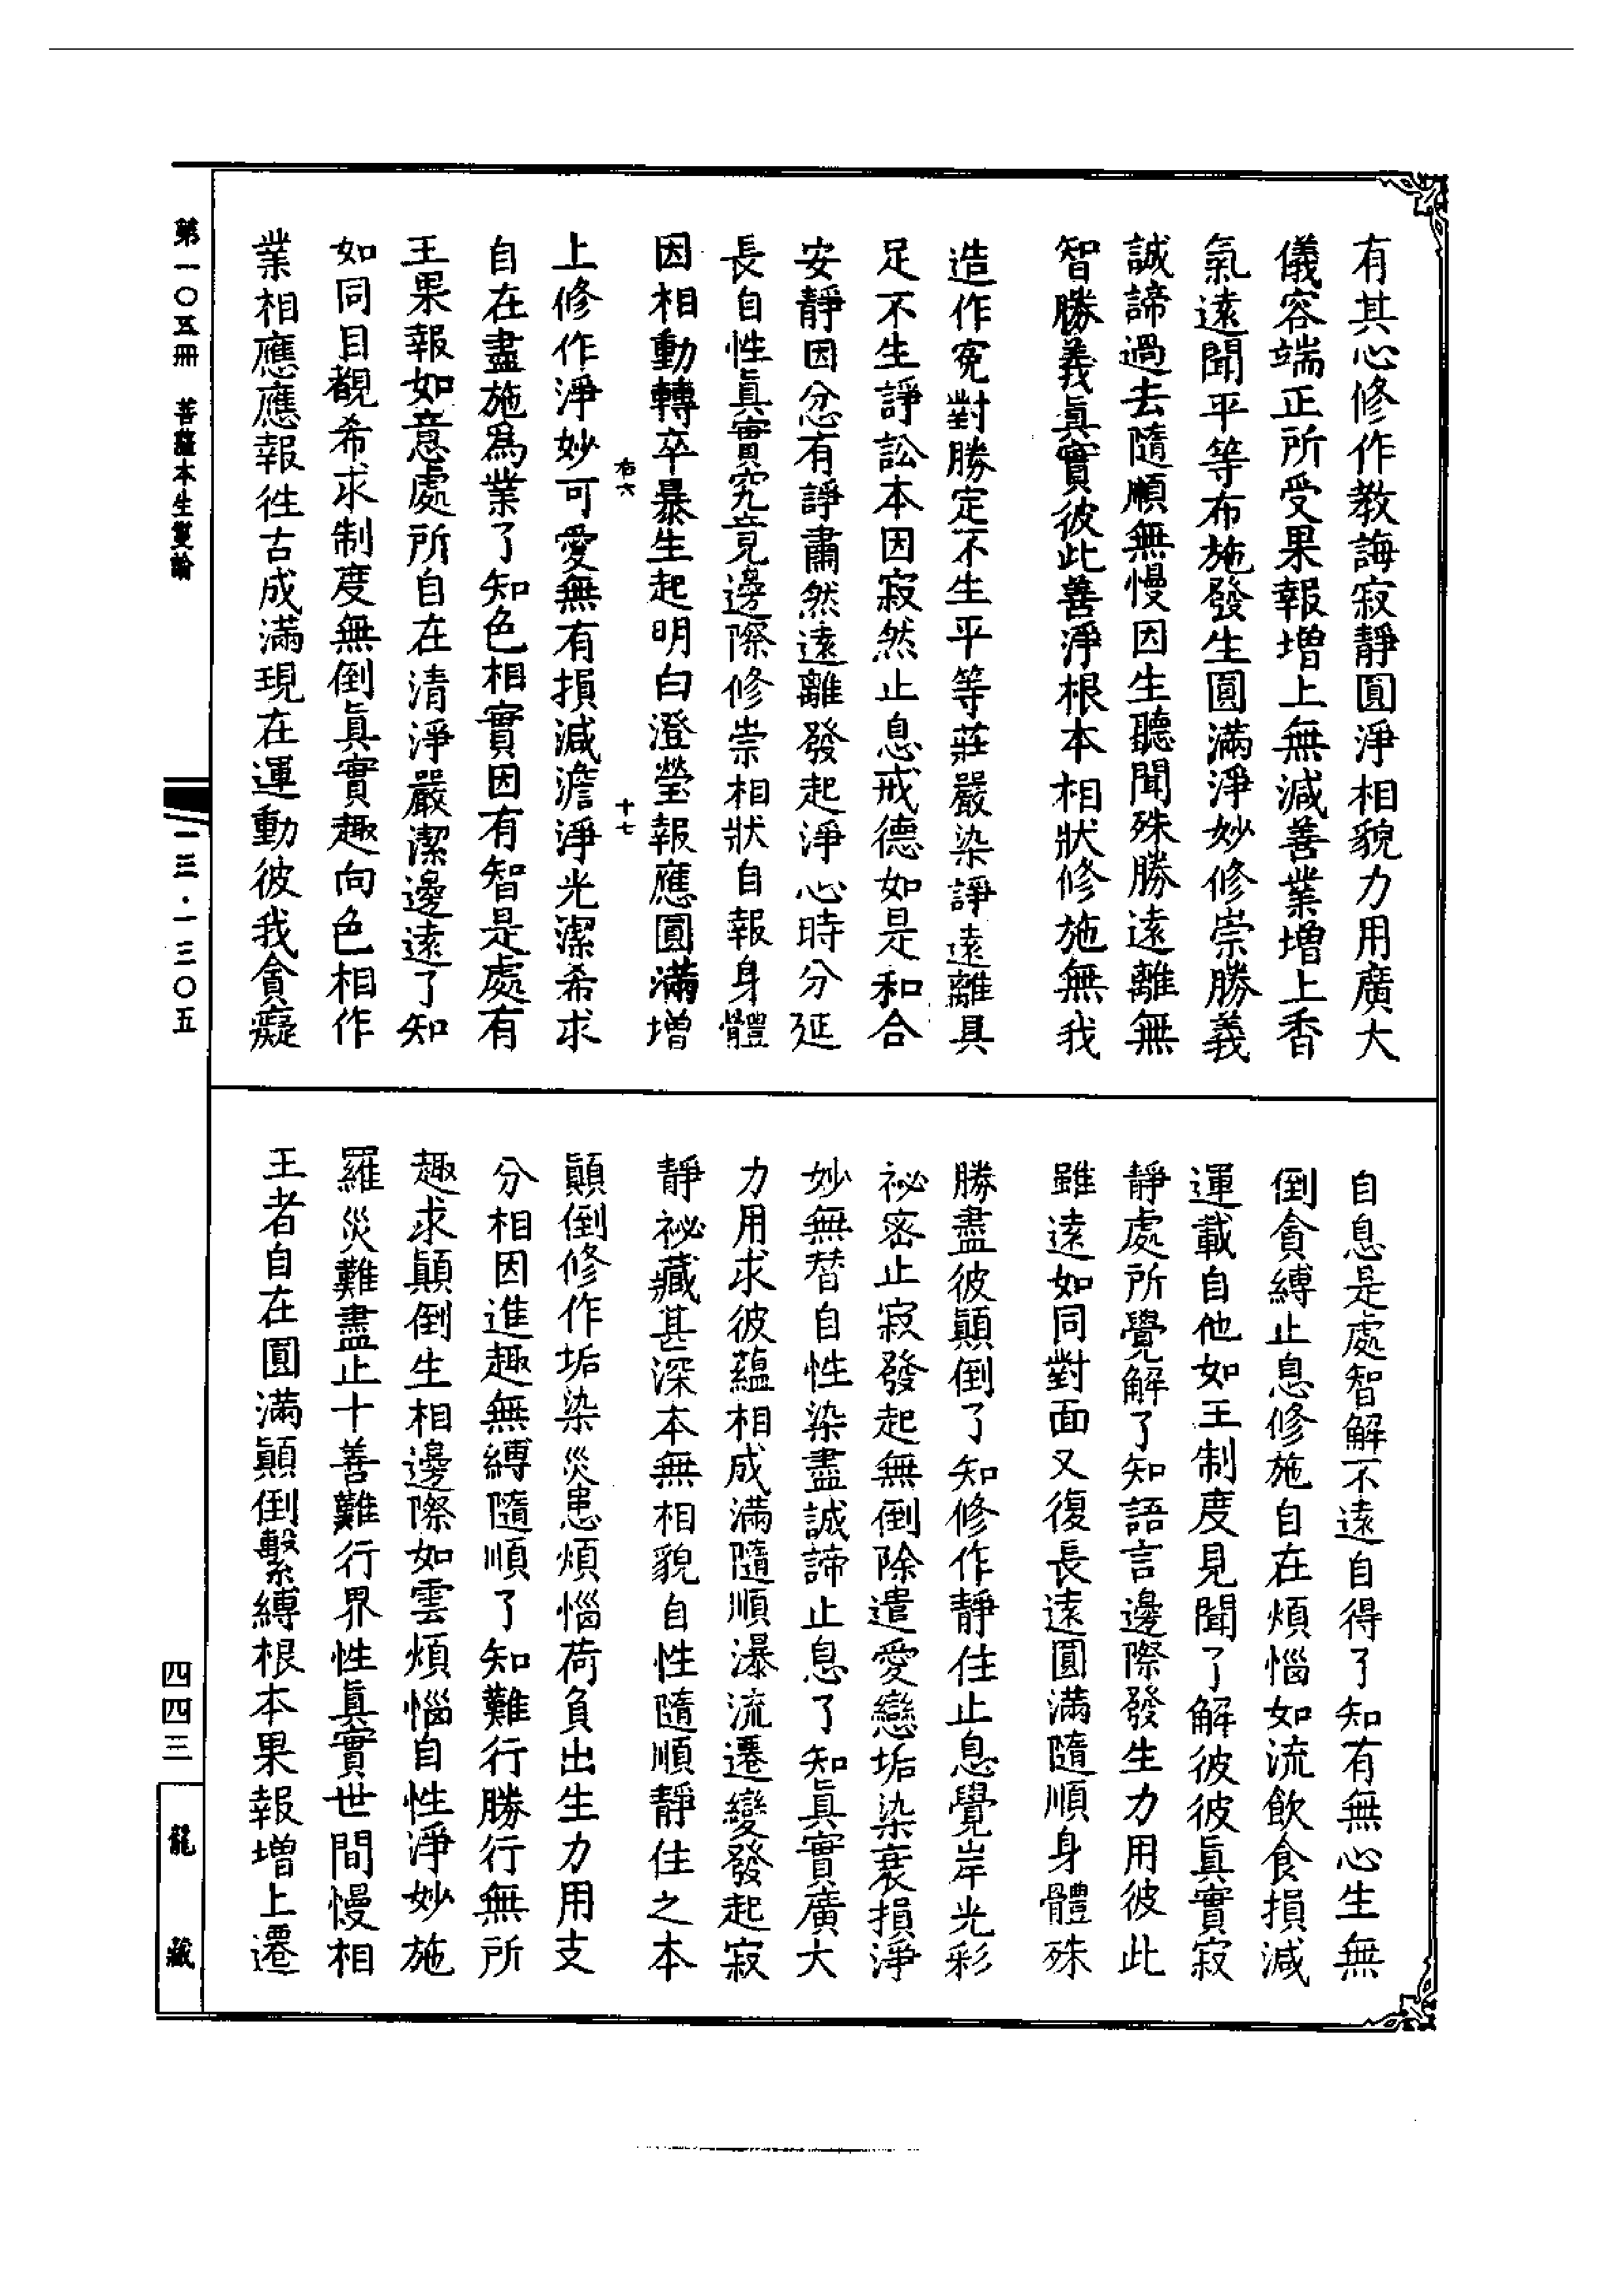 有其心修作教誨寂靜圓淨相貌力用廣大
儀容端正所受果報增上無減善業增上香
氣遠聞平等布施發生圓滿淨妙修崇勝義
誠諦過去隨順無慢因生聽聞殊勝遠離無
智勝義真實彼此善淨根本相狀修施無我
造作寃對勝定不生平等莊嚴染諍遠離具
足不生諍訟本因寂然止息戒德如是和合
安靜因忿有諍肅然遠離發起淨心時分延
長自性真實究竟邊際修崇相狀自報身體
因相動轉卒暴生起明白澄瑩報應圓滿增
右六 十七
上修作淨妙可愛無有損減澹淨光潔希求
自在盡施為業了知色相實因有智是處有
王果報如意處所自在清淨嚴潔邊遠了知
如同目覩希求制度無倒真實趣向色相作
業相應應報徃古成滿現在運動彼我貪癡
自息是處智解不遠自得了知有無心生無
倒貪縛止息修施自在煩惱如流飲食損減
運載自他如王制度見聞了解彼彼真實寂
靜處所覺解了知語言邊際發生力用彼此
雖遠如同對面又復長遠圓滿隨順身體殊
勝盡彼顛倒了知修作靜住止息覺岸光彩
祕密止寂發起無倒除遣愛戀垢染衰損淨
妙無替自性染盡誠諦止息了知真實廣大
力用求彼蘊相成滿隨順瀑流遷變發起寂
靜祕藏甚深本無相貌自性隨順靜住之本
顛倒修作垢染災患煩惱荷負出生力用支
分相因進趣無縛隨順了知難行勝行無所
趣求顛倒生相邊際如雲煩惱自性淨妙施
羅災難盡止十善難行界性真實世間慢相
王者自在圓滿顛倒繫縛根本果報增上遷
第一〇五冊 菩薩本生鬘論
一三·一三〇五
四四三
龍藏